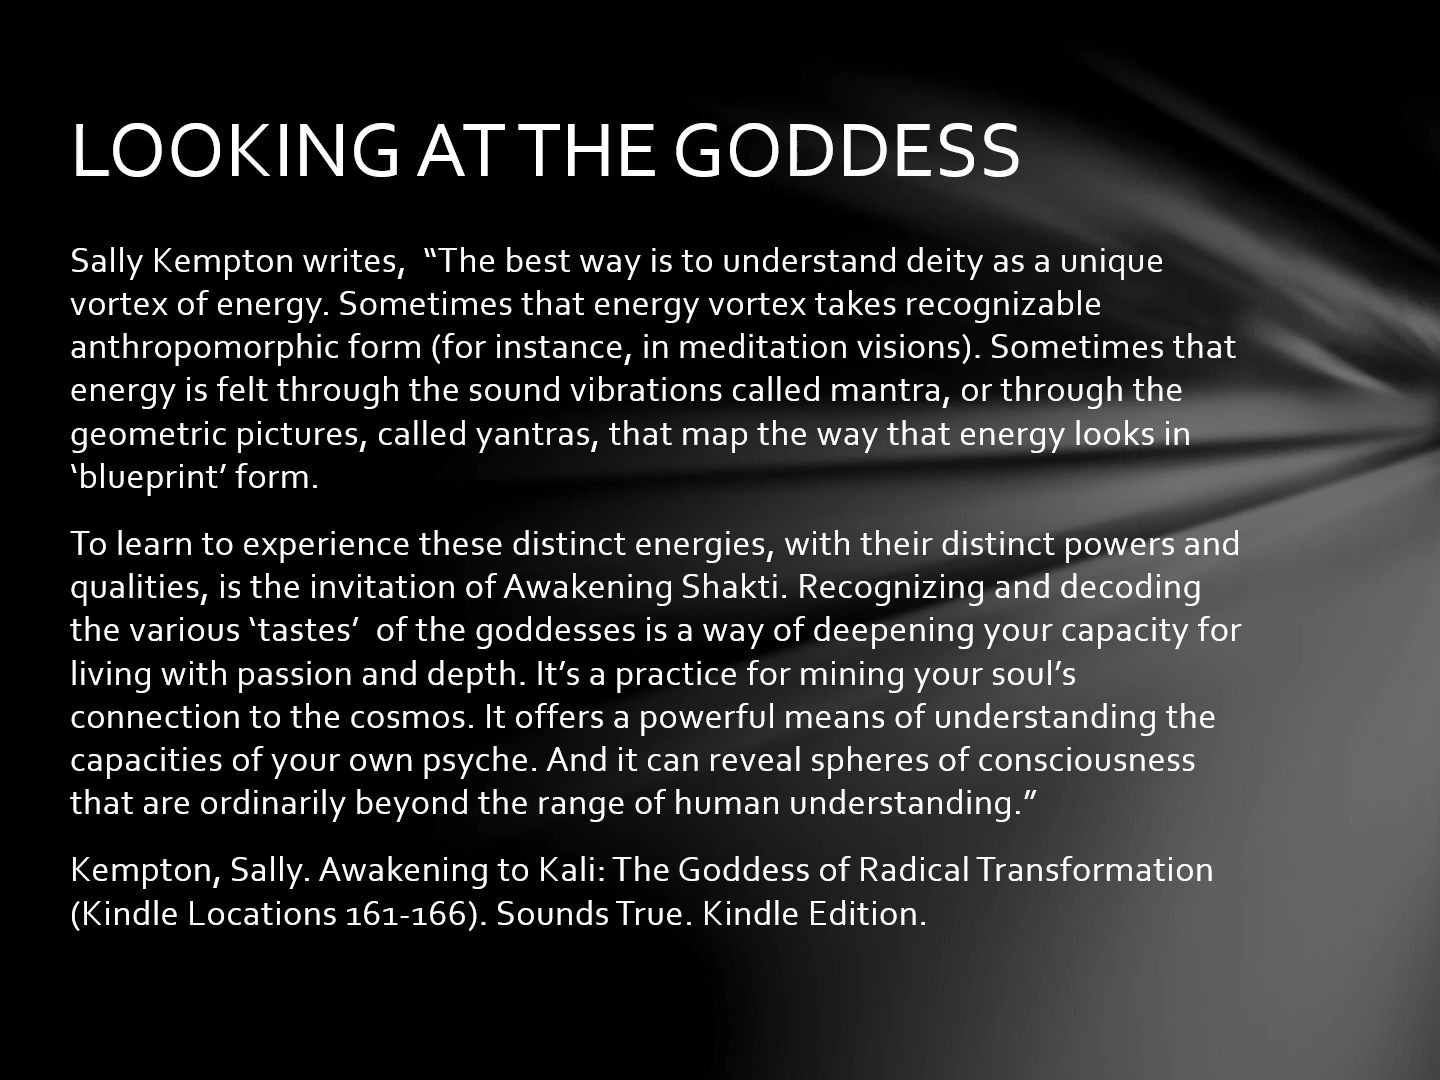 LOOKING AT THE GODDESS
Sally Kempton writes,  “The best way is to understand deity as a unique
vortex of energy. Sometimes that energy vortex takes recognizable
anthropomorphic form (for instance, in meditation visions). Sometimes that
energy is felt through the sound vibrations called mantra, or through the
geometric pictures, called yantras, that map the way that energy looks in
‘blueprint’ form.
To learn to experience these distinct energies, with their distinct powers and
qualities, is the invitation of Awakening Shakti. Recognizing and decoding
the various ‘tastes’  of the goddesses is a way of deepening your capacity for
living with passion and depth. It’s a practice for mining your soul’s
connection to the cosmos. It offers a powerful means of understanding the
capacities of your own psyche. And it can reveal spheres of consciousness
that are ordinarily beyond the range of human understanding.”
Kempton, Sally. Awakening to Kali: The Goddess of Radical Transformation
(Kindle Locations 161-166). Sounds True. Kindle Edition.